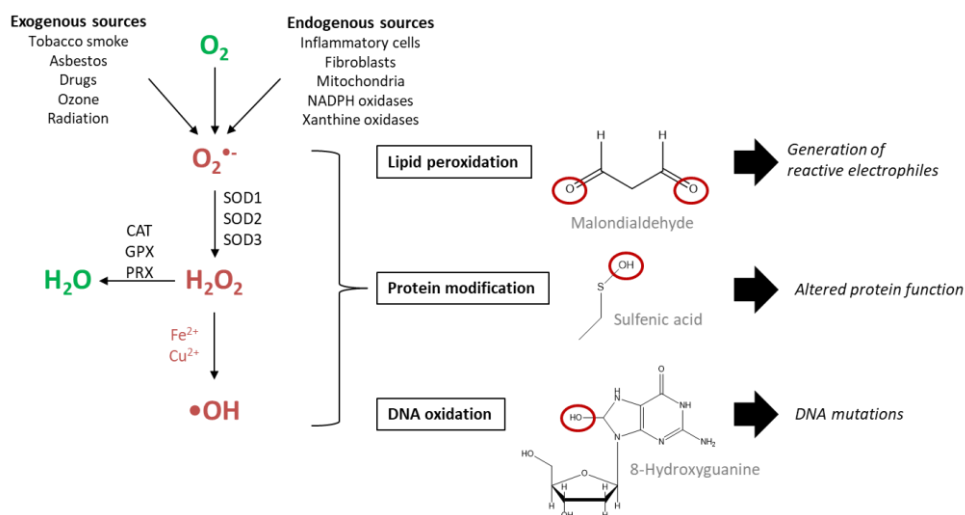 Exogenous sources
Tobacco smoke
Asbestos
Drugs
Ozone
Radiation
O₂
Endogenous sources
Inflammatory cells
Fibroblasts
Mitochondria
NADPH oxidases
Xanthine oxidases
O₂•-
SOD1
SOD2
SOD3
CAT
GPX
PRX
H₂O
H₂O₂
Fe²⁺
Cu²⁺
•OH
Lipid peroxidation
H H
O O
Malondialdehyde
Generation of
reactive electrophiles
Protein modification
OH
S
Sulfenic acid
Altered protein function
DNA oxidation
O
H
N
NH
HO
N
N
NH₂
8-Hydroxyguanine
HO
O
H H
H H
OH
DNA mutations